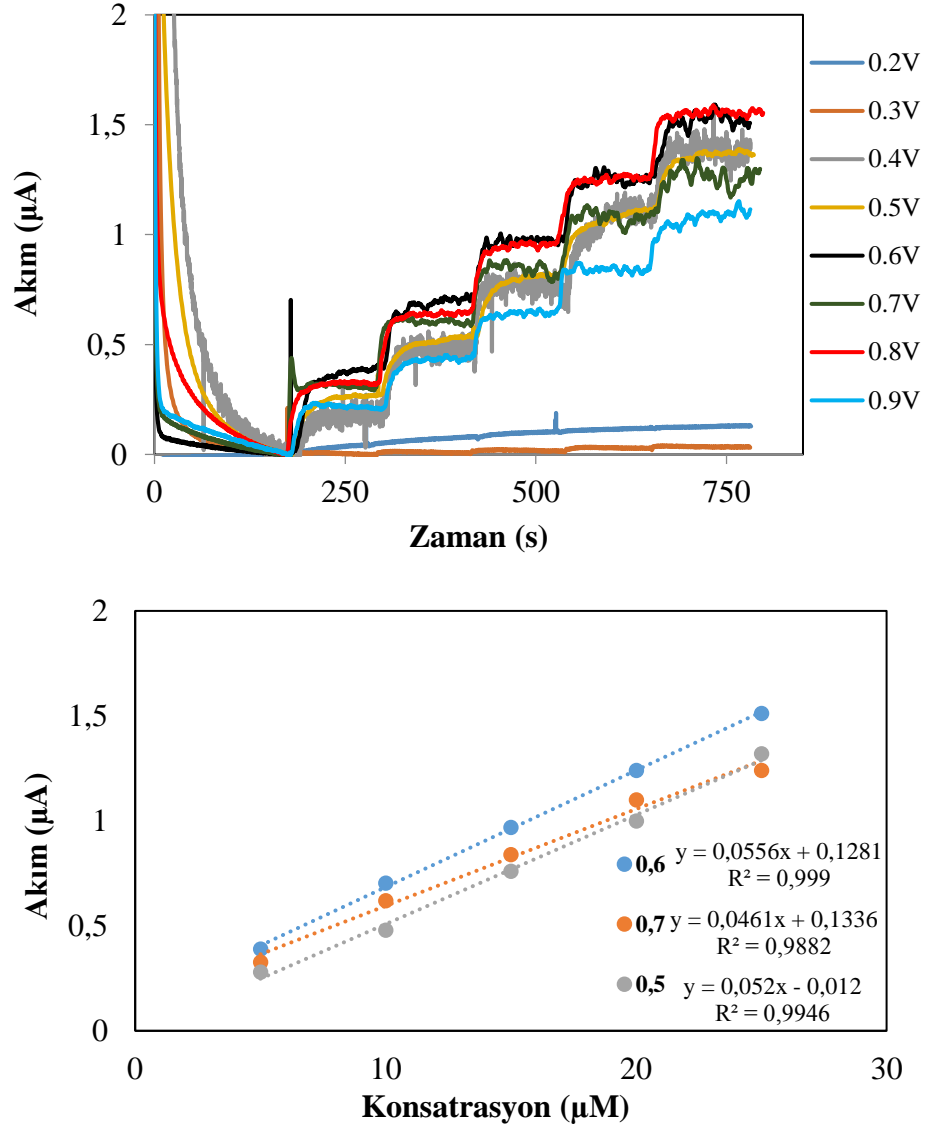 2
1,5
1
0,5
0
Akım (µA)
0 250 500 750
Zaman (s)
0.2V
0.3V
0.4V
0.5V
0.6V
0.7V
0.8V
0.9V
2
1,5
1
0,5
0
Akım (µA)
0,6 y = 0,0556x + 0,1281
R² = 0,999
0,7 y = 0,0461x + 0,1336
R² = 0,9882
0,5 y = 0,052x - 0,012
R² = 0,9946
0 10 20 30
Konsatrasyon (µM)